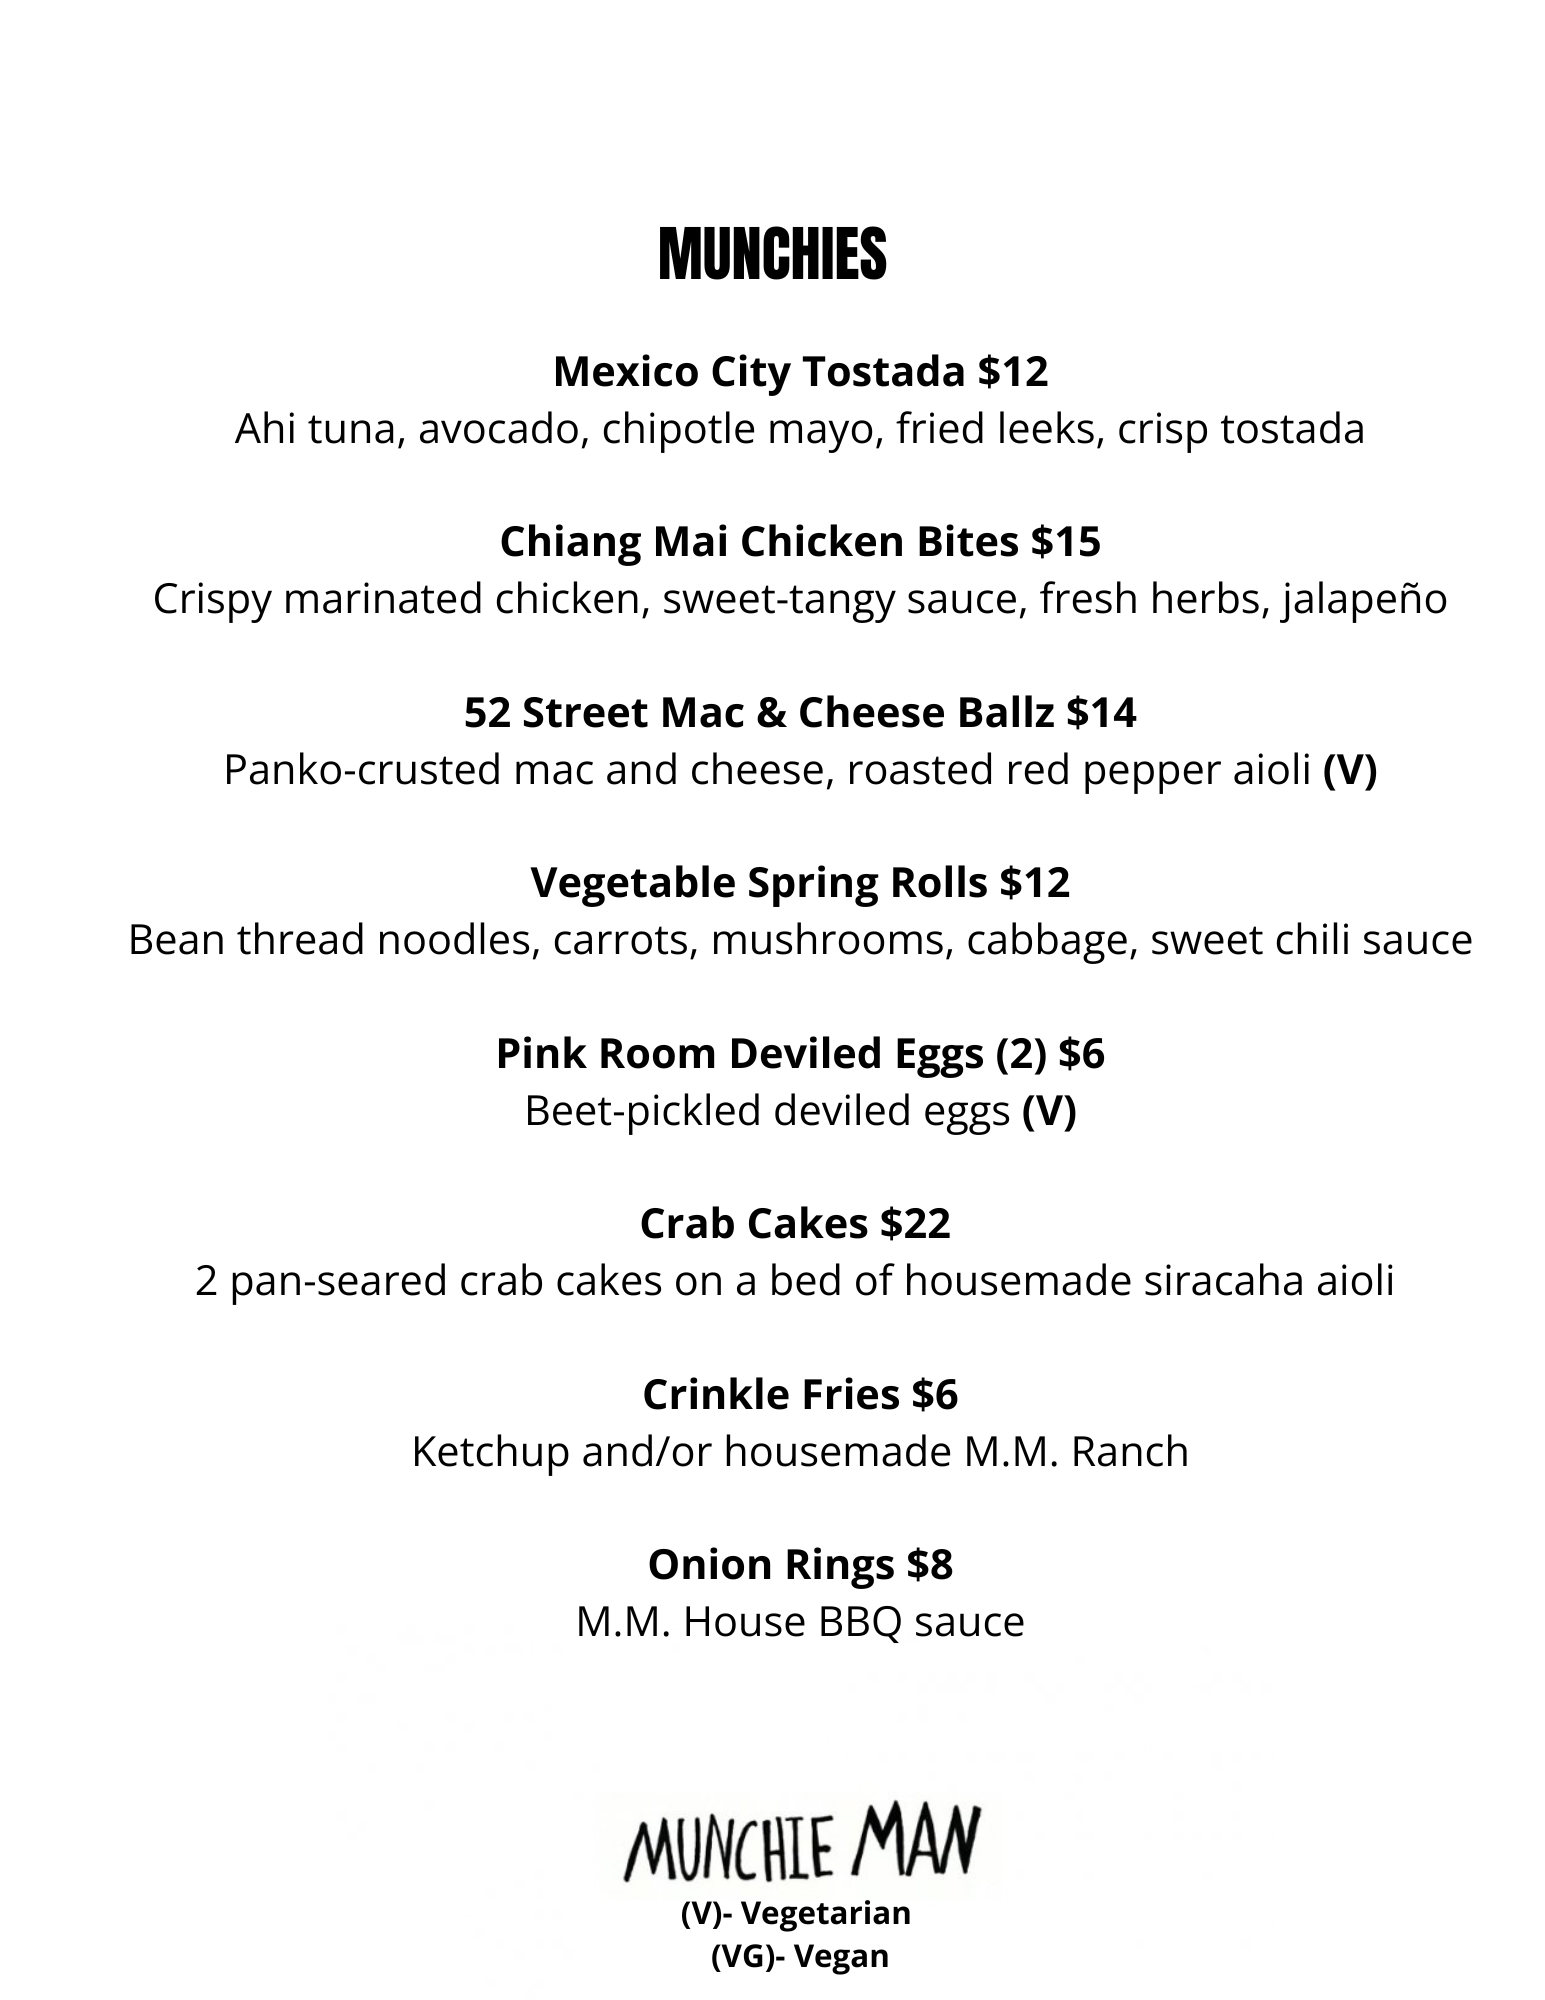 MUNCHIES
Mexico City Tostada $12
Ahi tuna, avocado, chipotle mayo, fried leeks, crisp tostada
Chiang Mai Chicken Bites $15
Crispy marinated chicken, sweet-tangy sauce, fresh herbs, jalapeño
52 Street Mac & Cheese Ballz $14
Panko-crusted mac and cheese, roasted red pepper aioli (V)
Vegetable Spring Rolls $12
Bean thread noodles, carrots, mushrooms, cabbage, sweet chili sauce
Pink Room Deviled Eggs (2) $6
Beet-pickled deviled eggs (V)
Crab Cakes $22
2 pan-seared crab cakes on a bed of housemade siracaha aioli
Crinkle Fries $6
Ketchup and/or housemade M.M. Ranch
Onion Rings $8
M.M. House BBQ sauce
MUNCHIE MAN
(V)- Vegetarian
(VG)- Vegan